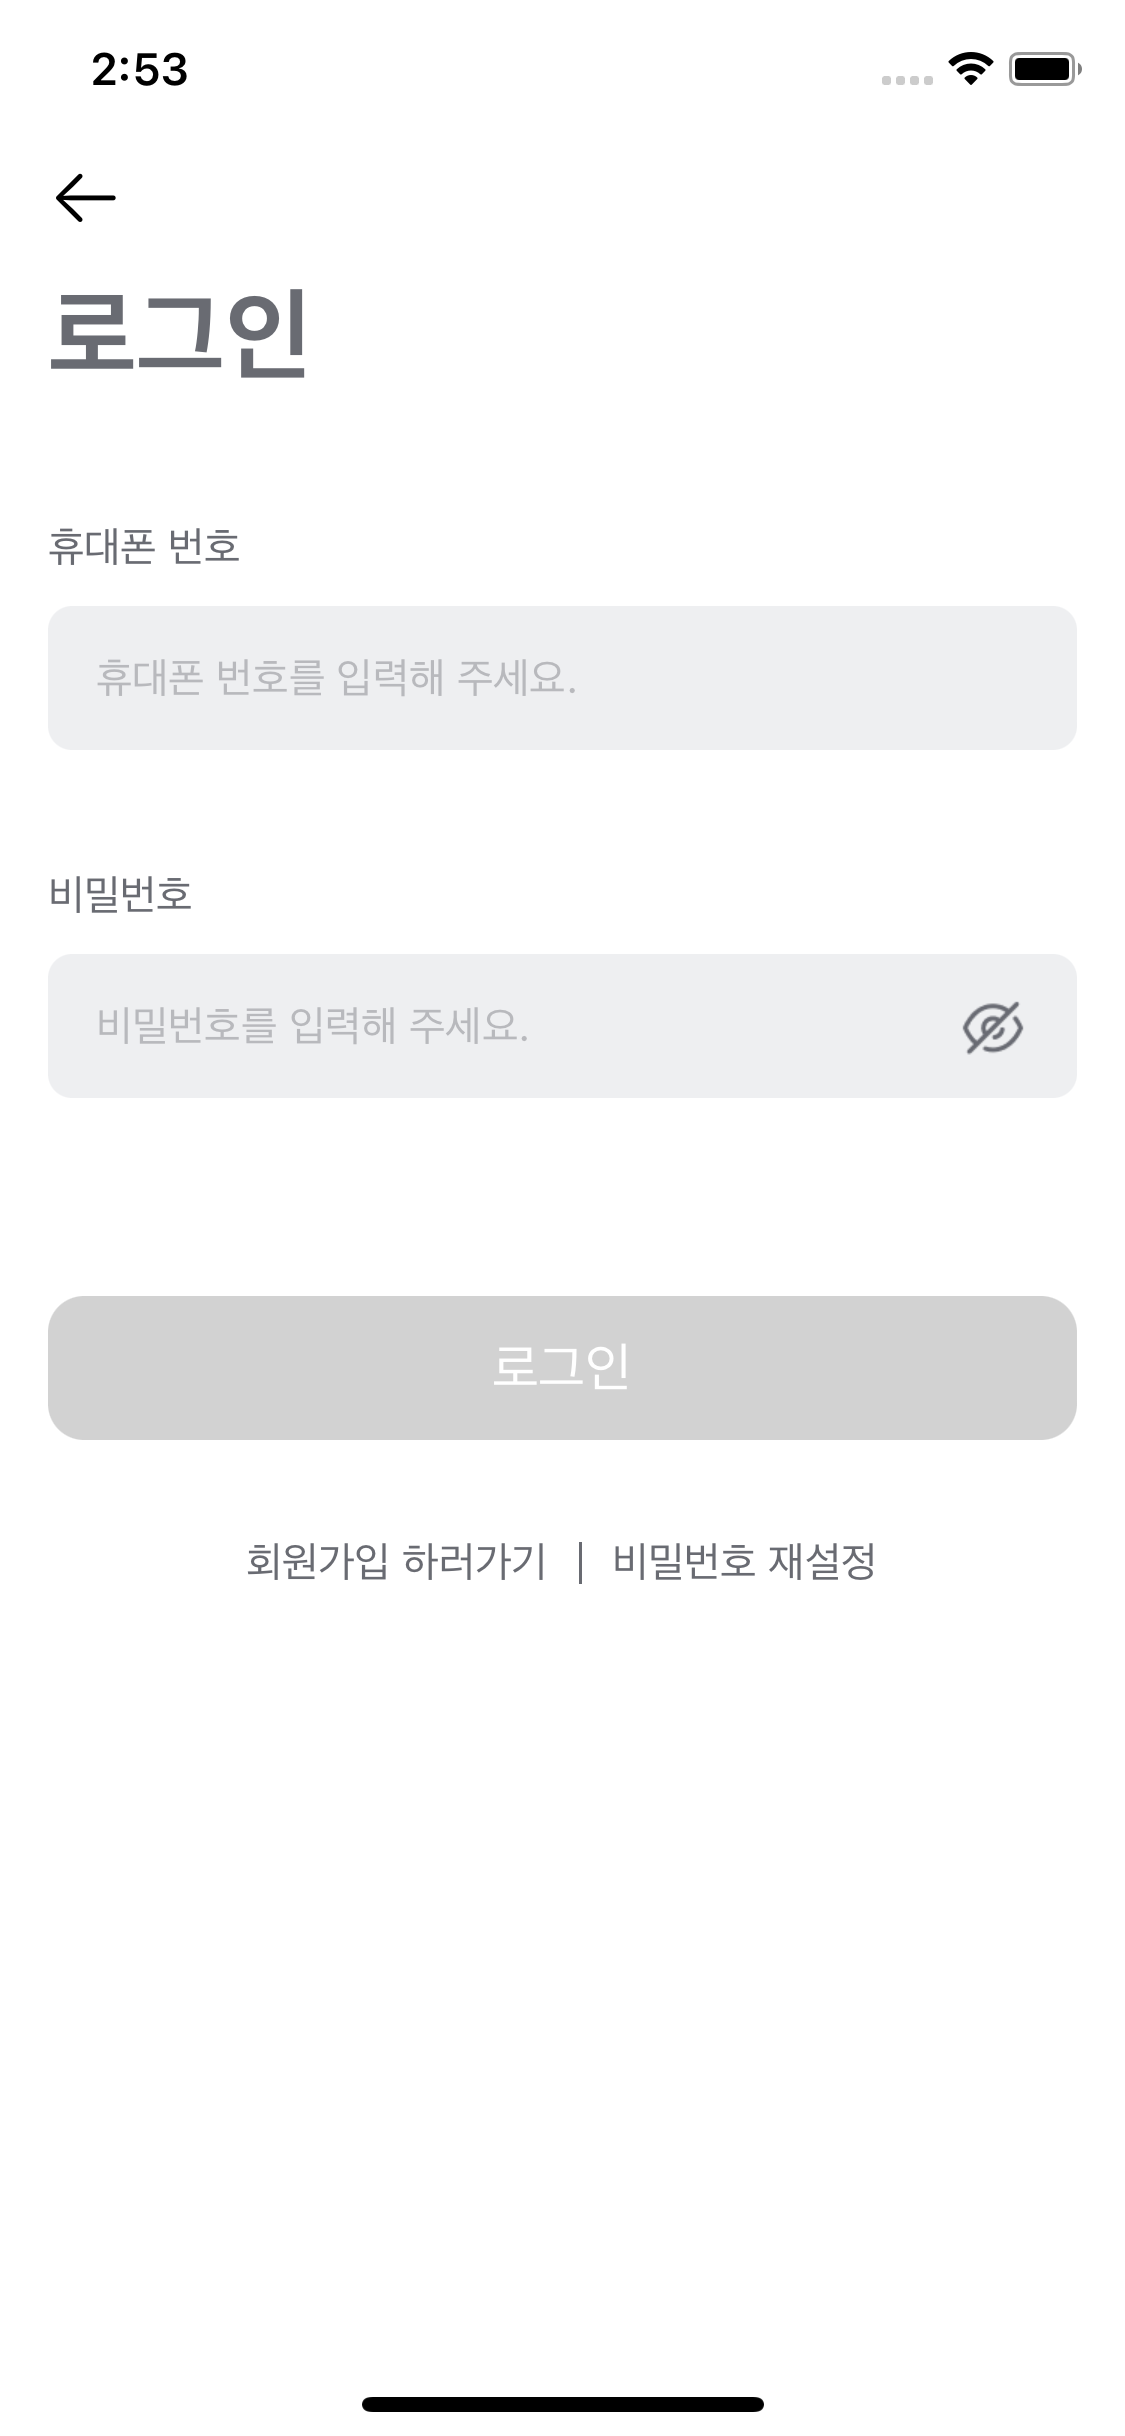 2:53
로그인
휴대폰 번호
휴대폰 번호를 입력해 주세요.
비밀번호
비밀번호를 입력해 주세요.
로그인
회원가입 하러가기 | 비밀번호 재설정